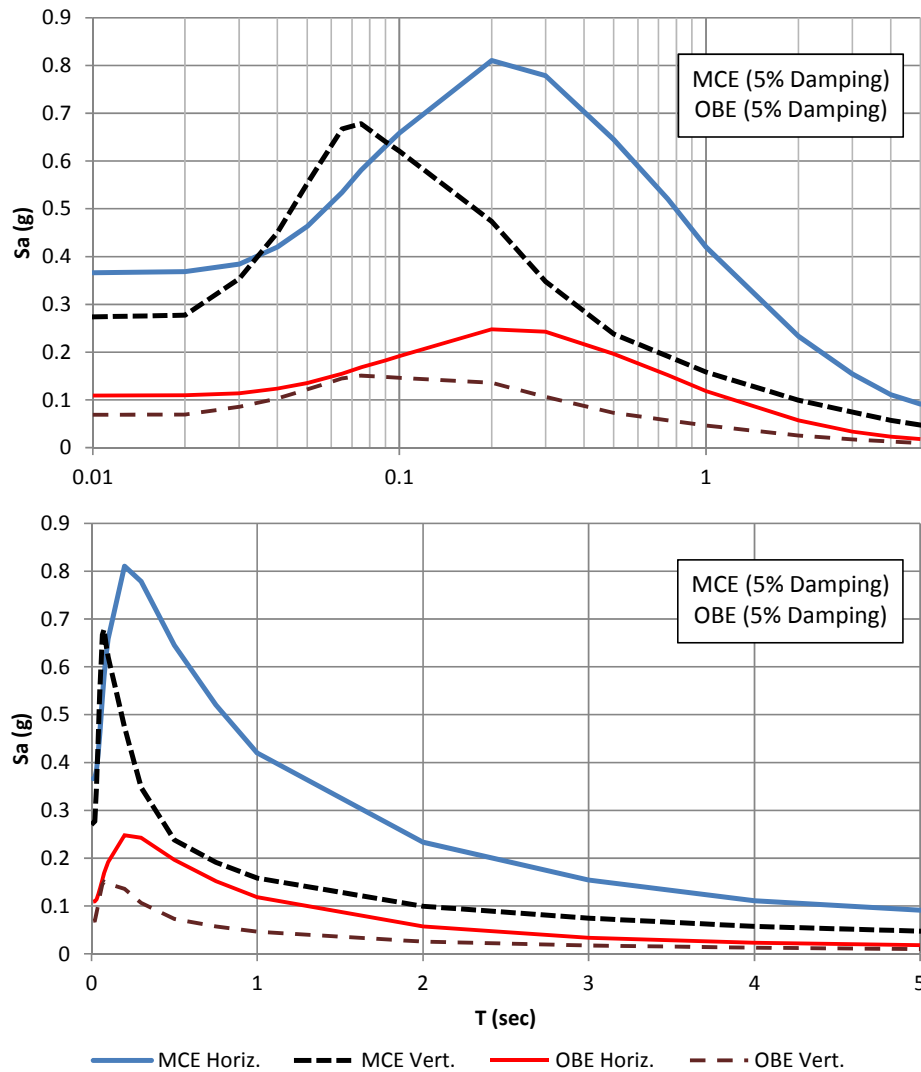 0.9
0.8
0.7
0.6
0.5
0.4
0.3
0.2
0.1
0
Sa (g)
MCE (5% Damping)
OBE (5% Damping)
0.01 0.1 1
0.9
0.8
0.7
0.6
0.5
0.4
0.3
0.2
0.1
0
Sa (g)
MCE (5% Damping)
OBE (5% Damping)
0 1 2 3 4 5
T (sec)
MCE Horiz. MCE Vert. OBE Horiz. OBE Vert.